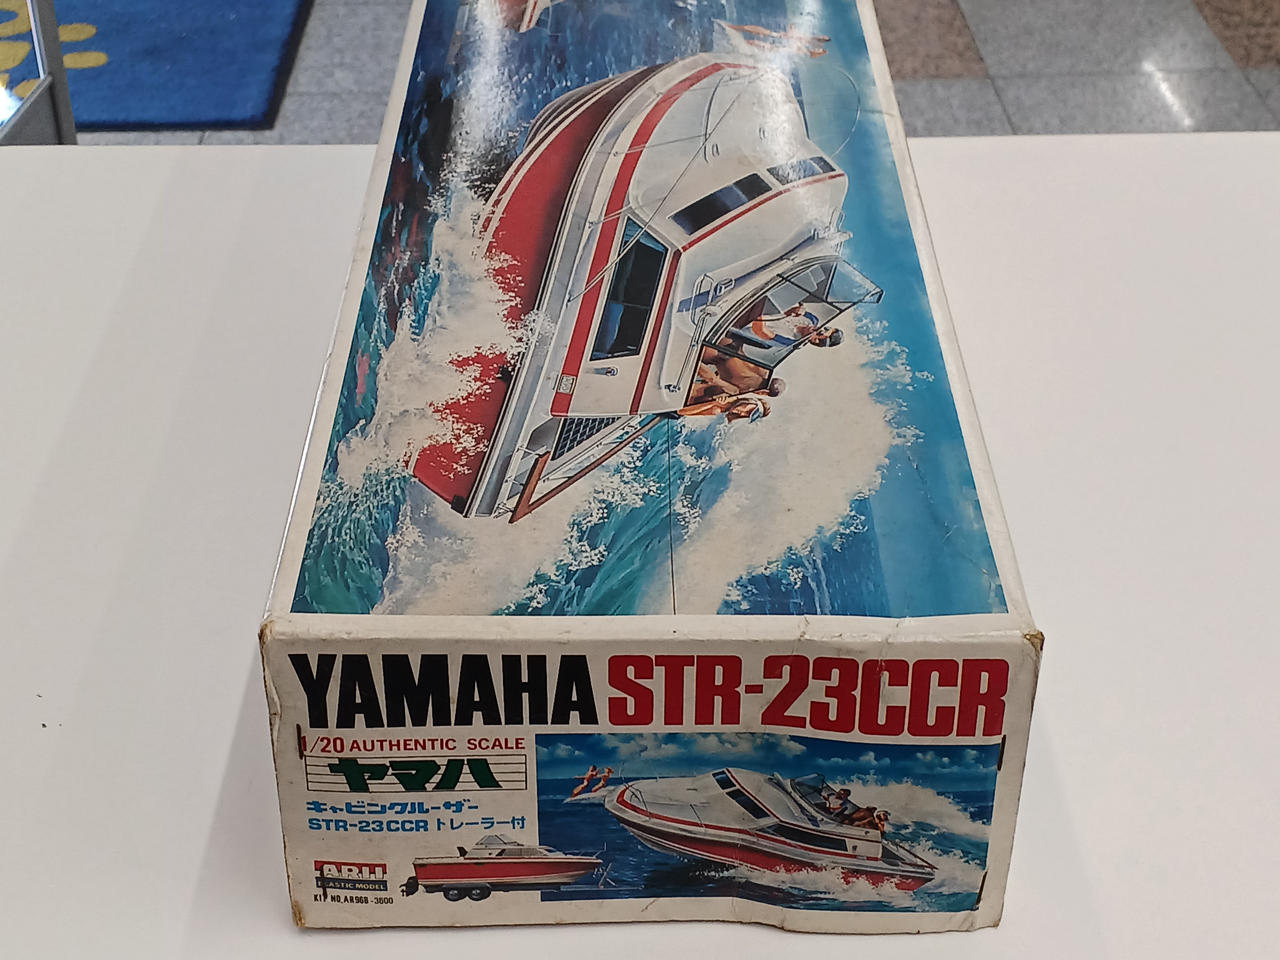 YAMAHA STR-23CCR
1/20 AUTHENTIC SCALE
ヤマハ
キャビンクルーザー
STR-23CCR トレーラー付
ARII
PLASTIC MODEL
KIT NO. AR96B-3600